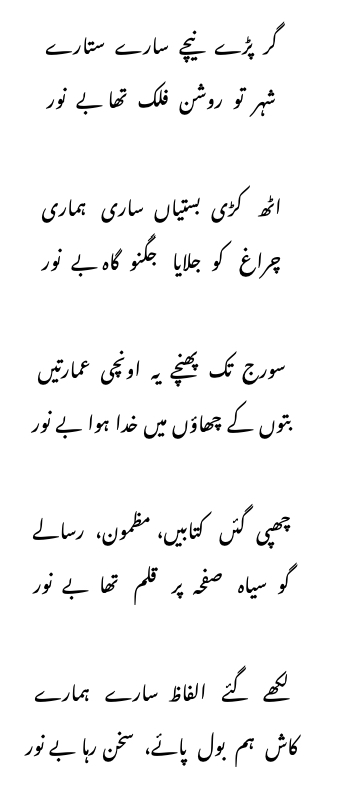 گر پڑے نیچے سارے ستارے
شہر تو روشن فلک تھا بے نور
اٹھ کڑی بستیاں ساری ہماری
چراغ کو جلایا جگنو گاہ بے نور
سورج تک پہنچے یہ اونچی عمارتیں
بتوں کے چھاؤں میں خدا ہوا بے نور
چھپی گئں کتابیں، مظمون، رسالے
گو سیاہ صفحہ پر قلم تھا بے نور
لکھے گئے الفاظ سارے ہمارے
کاش ہم بول پائے، سخن رہا بے نور